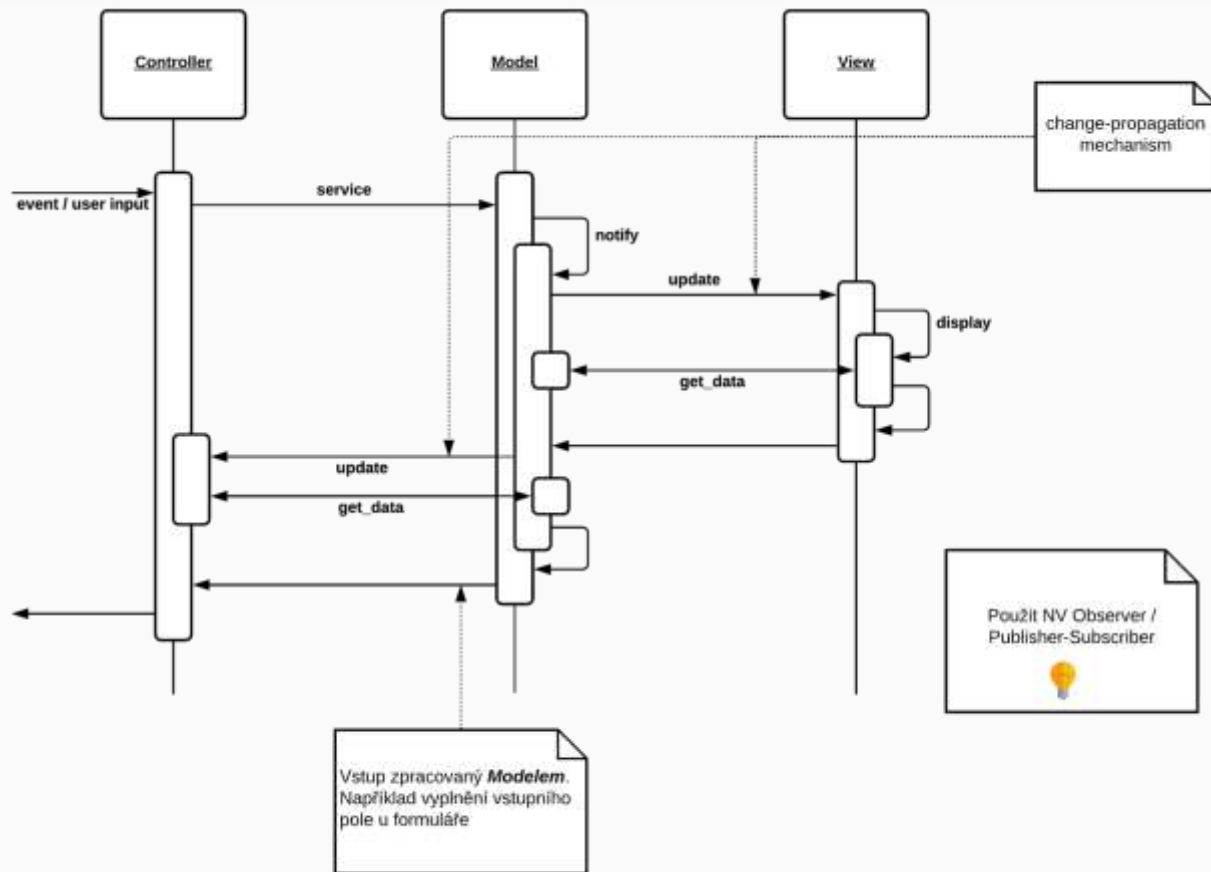 Controller
Model
View
change-propagation
mechanism
event / user input
service
notify
update
display
get_data
update
get_data
Použit NV Observer /
Publisher-Subscriber
Vstup zpracovaný Modelem.
Například vyplnění vstupního
pole u formuláře